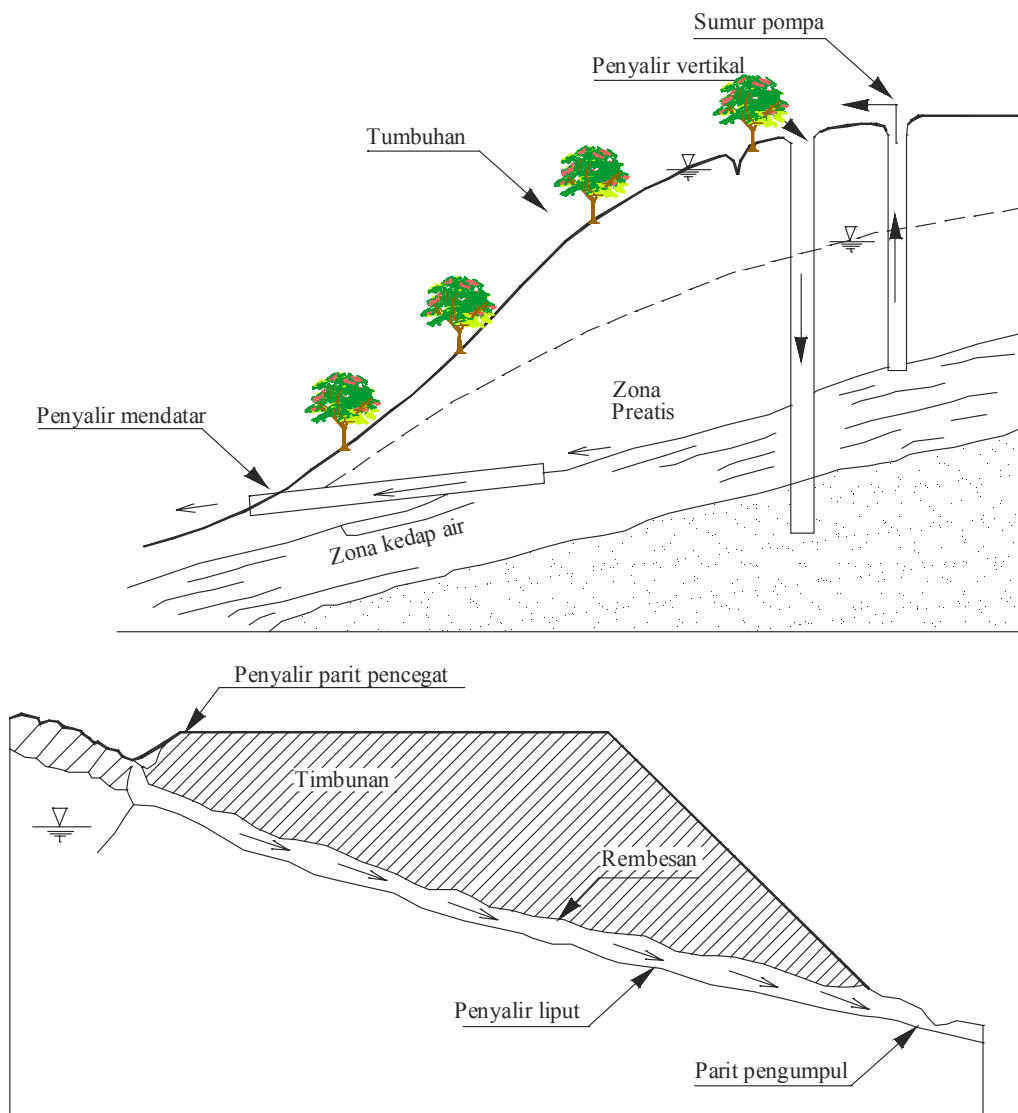 Sumur pompa
Penyalir vertikal
Tumbuhan
Zona
Preatis
Penyalir mendatar
Zona kedap air
Penyalir parit pencegat
Timbunan
Rembesan
Penyalir liput
Parit pengumpul